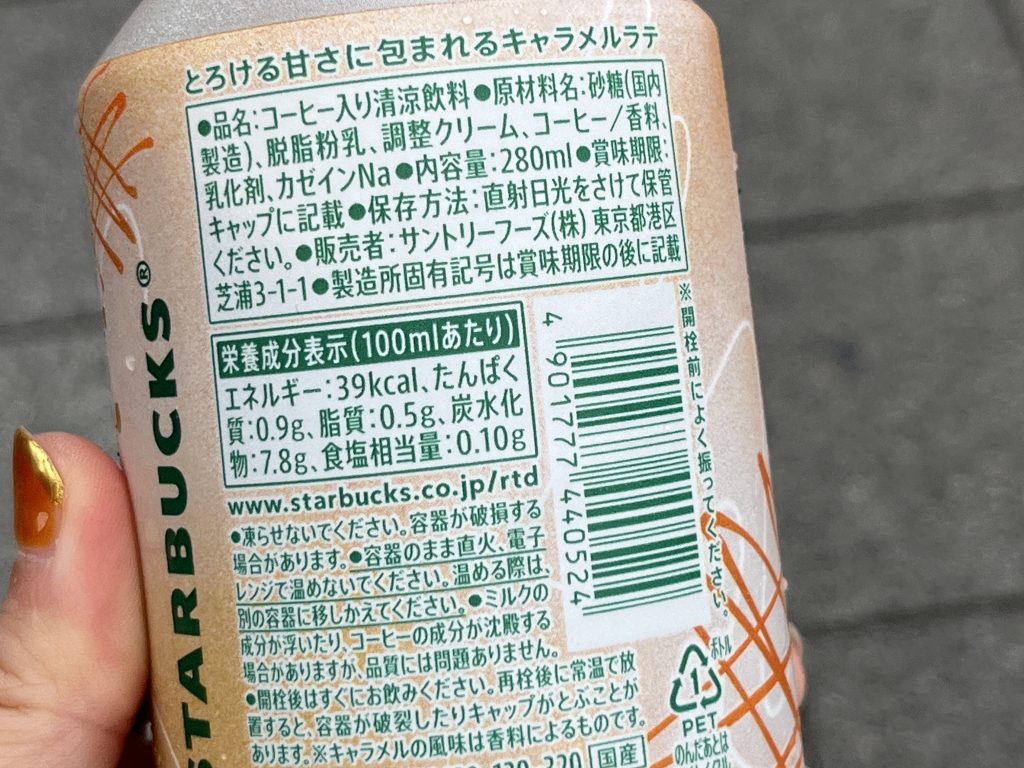 とろける甘さに包まれるキャラメルラテ
●品名:コーヒー入り清涼飲料●原材料名:砂糖(国内
製造)、脱脂粉乳、調整クリーム、コーヒー/香料、
乳化剤、カゼインNa●内容量:280ml●賞味期限:
キャップに記載●保存方法:直射日光をさけて保管
ください。●販売者:サントリーフーズ(株)東京都港区
芝浦3-1-1●製造所固有記号は賞味期限の後に記載
栄養成分表示(100mlあたり)
エネルギー:39kcal、たんぱく
質:0.9g、脂質:0.5g、炭水化
物:7.8g、食塩相当量:0.10g
www.starbucks.co.jp/rtd
●凍らせないでください。容器が破損する
場合があります。●容器のまま直火、電子
レンジで温めないでください。温める際は、
別の容器に移しかえてください。●ミルクの
成分が浮いたり、コーヒーの成分が沈殿する
場合がありますが、品質には問題ありません。
●開栓後はすぐにお飲みください。再栓後に常温で放
置すると、容器が破裂したりキャップがとぶことが
あります。※キャラメルの風味は香料によるものです。
国産
STARBUCKS®
4 901777 440524
※開栓前によく振ってください。
ボトル
1
PET
のんだあとは